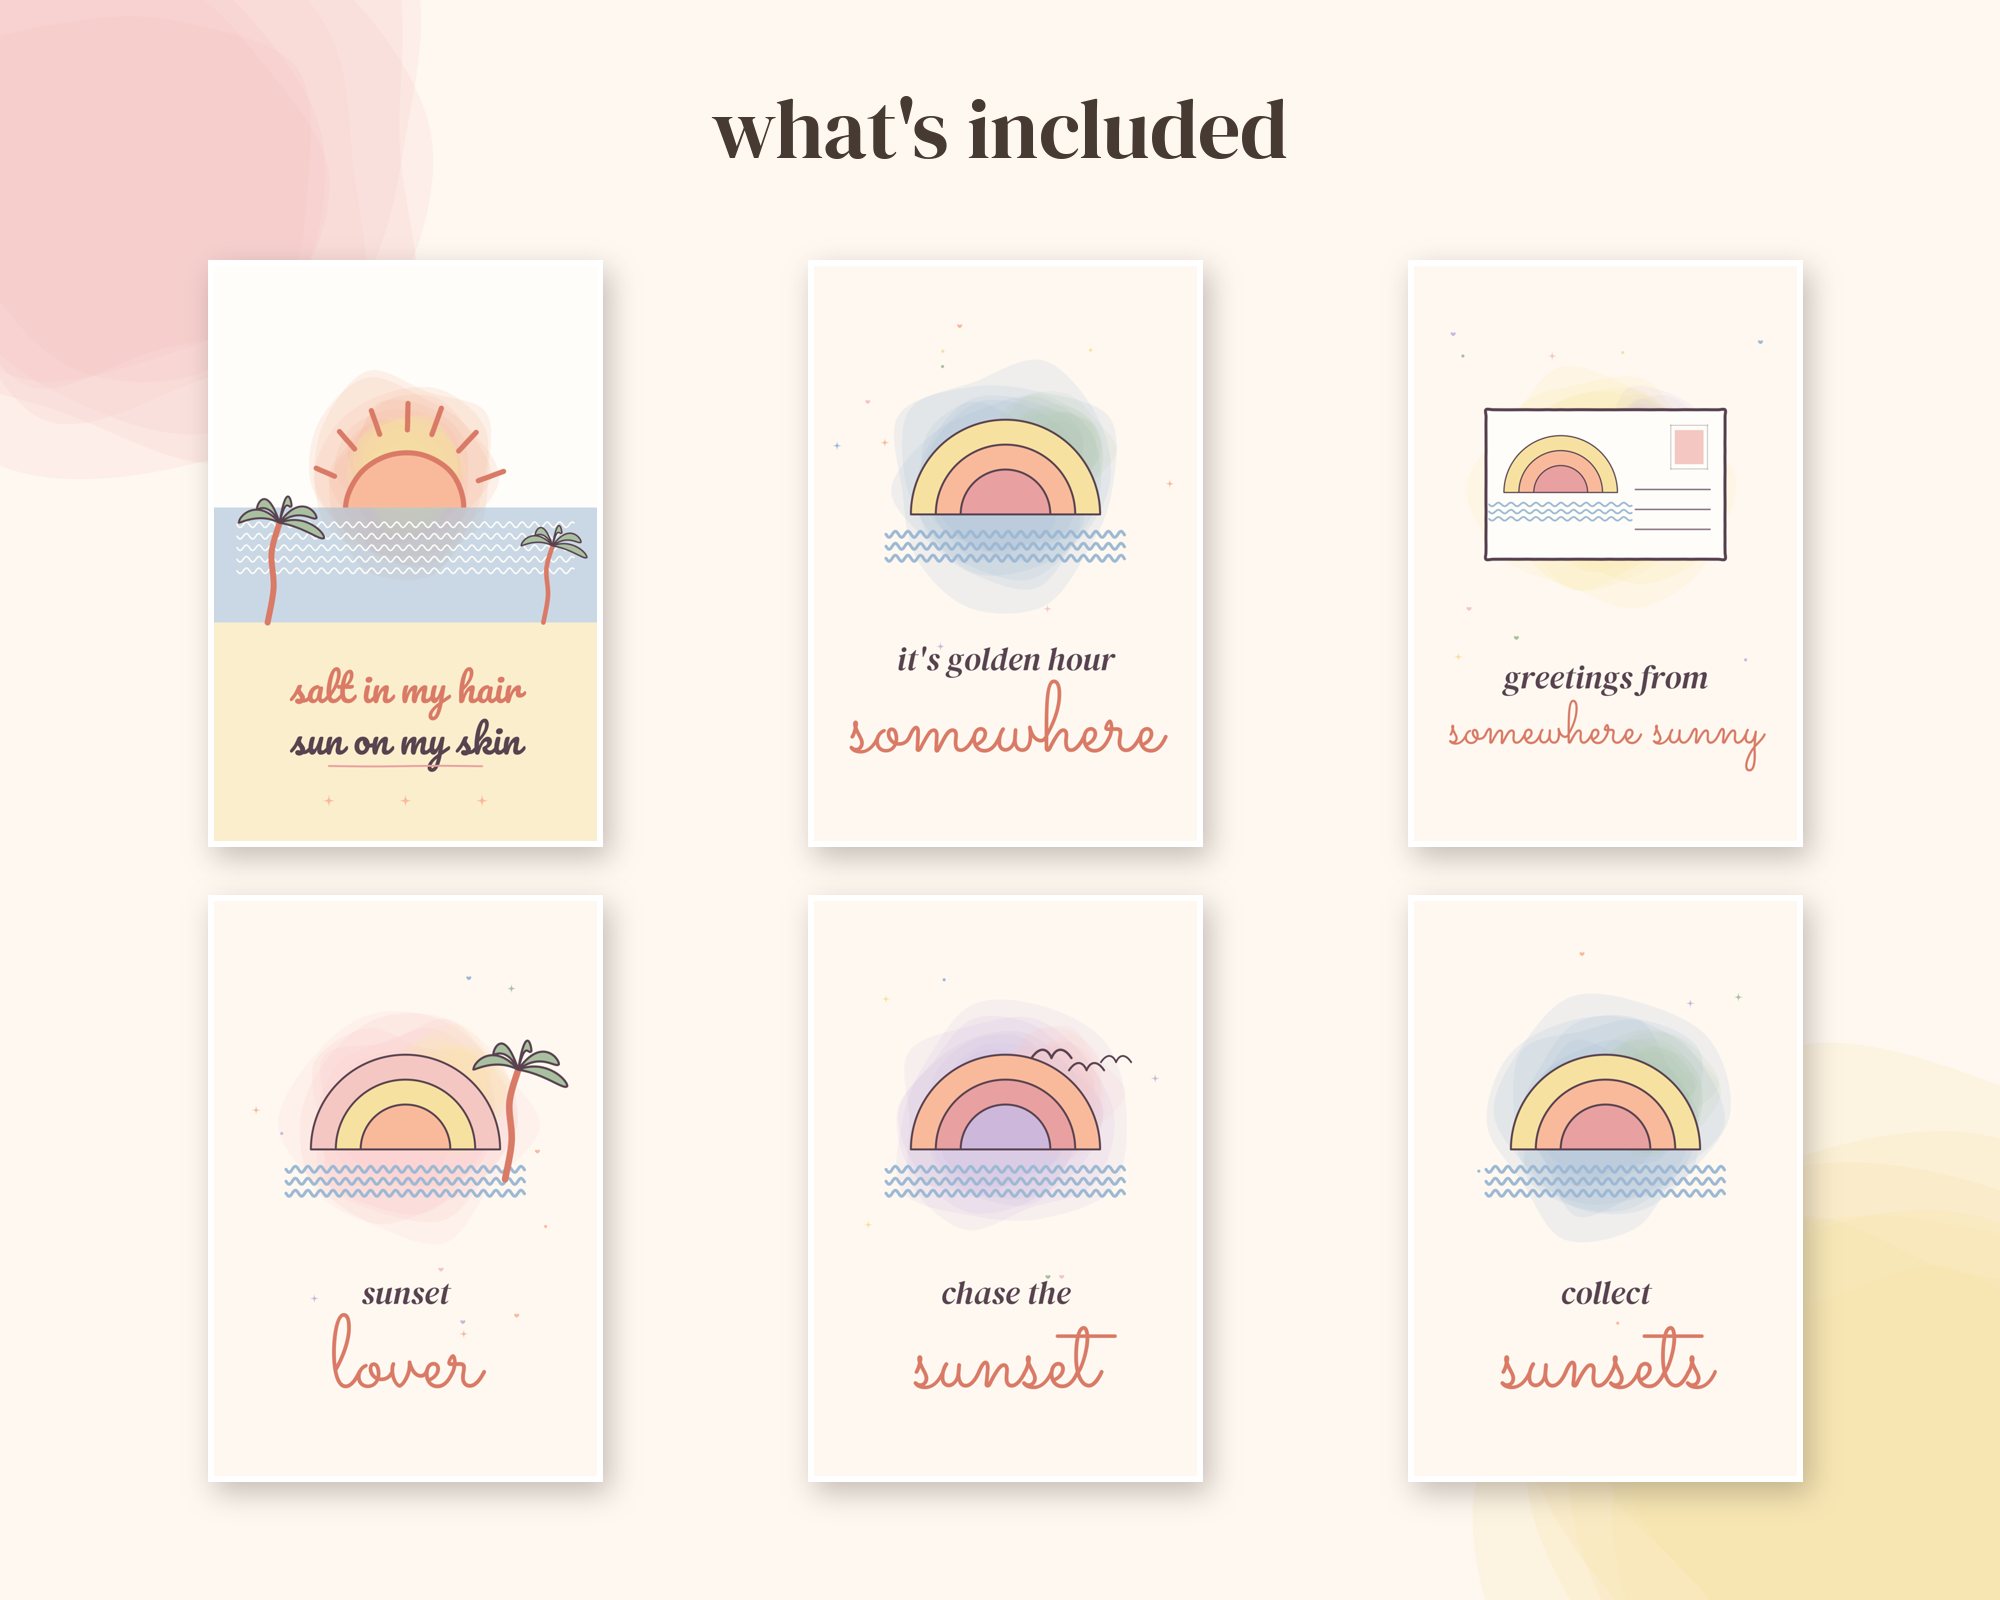 what's included
salt in my hair
sun on my skin
it's golden hour
somewhere
greetings from
somewhere sunny
sunset
lover
chase the
sunset
collect
sunsets